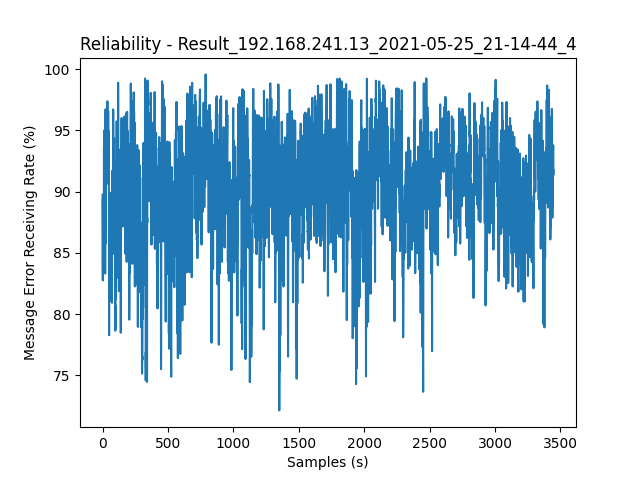 Reliability - Result_192.168.241.13_2021-05-25_21-14-44_4
Message Error Receiving Rate (%)
100
95
90
85
80
75
0 500 1000 1500 2000 2500 3000 3500
Samples (s)